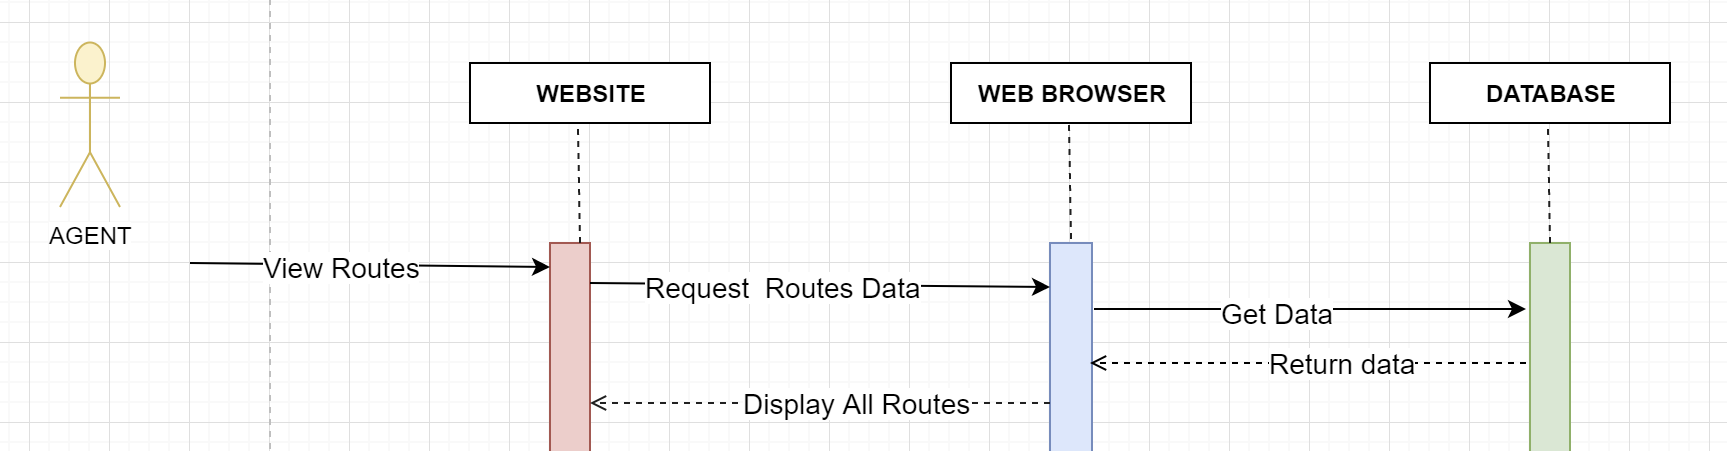 WEBSITE
WEB BROWSER
DATABASE
AGENT
View Routes
Request  Routes Data
Get Data
Return data
Display All Routes